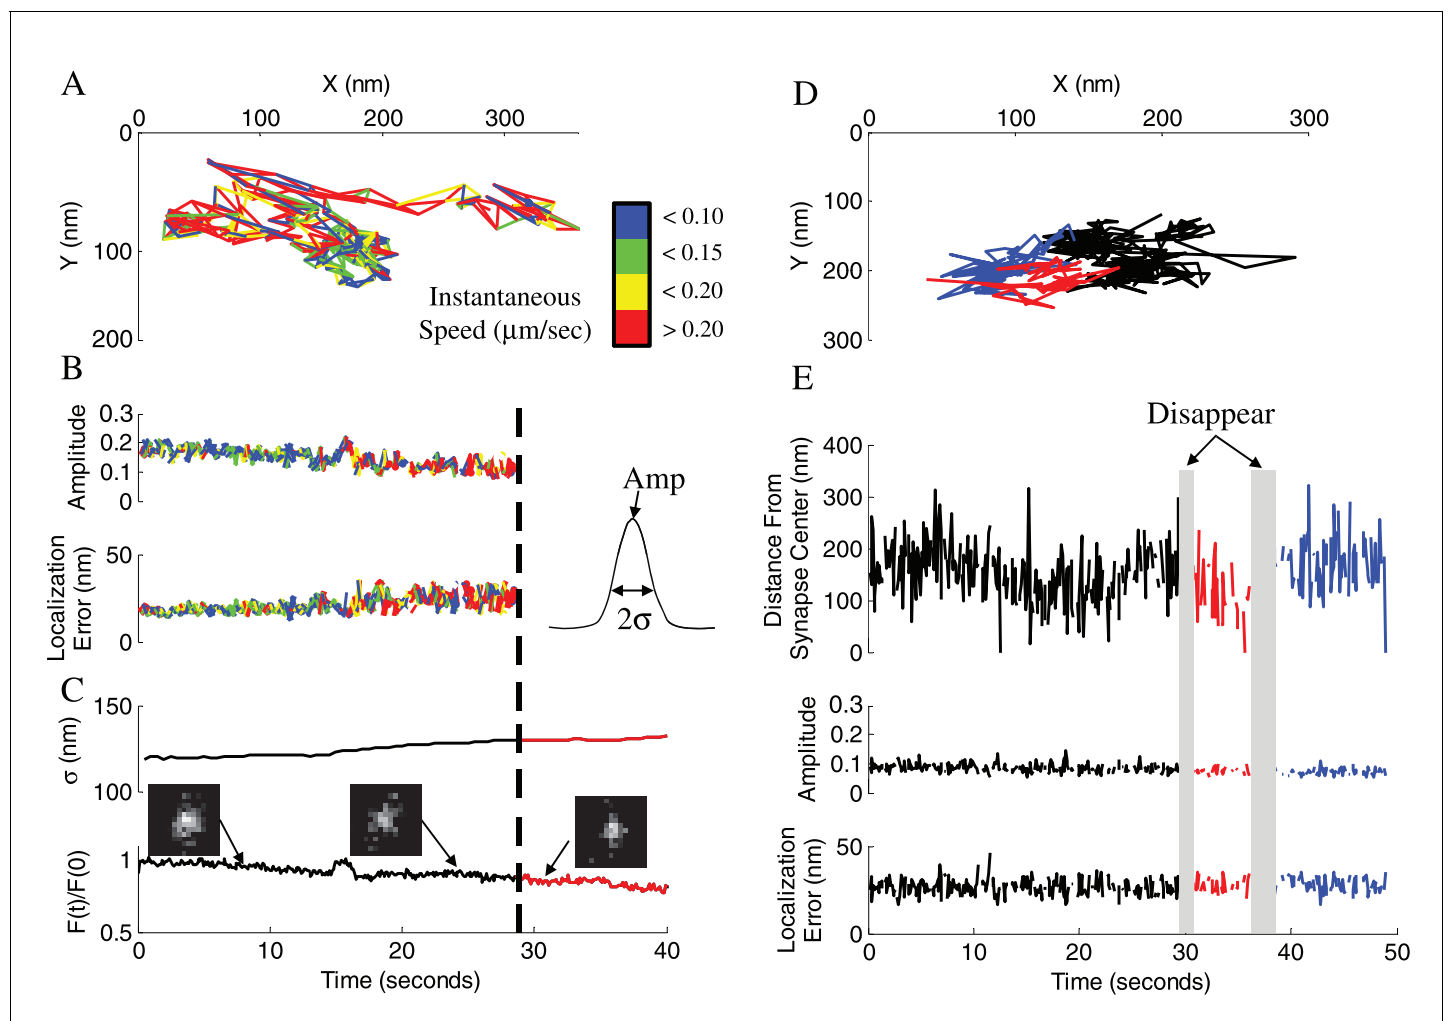 A
X (nm)
0 100 200 300
0
100
200
Y (nm)
Instantaneous
Speed (μm/sec)
< 0.10
< 0.15
< 0.20
> 0.20
B
Amplitude
0.3
0.2
0.1
0
Localization
Error (nm)
50
0
Amp
2σ
C
σ (nm)
150
100
F(t)/F(0)
1
0.5
0 10 20 30 40
Time (seconds)
D
X (nm)
0 100 200 300
0
100
200
300
Y (nm)
E
Disappear
Distance From
Synapse Center (nm)
400
300
200
100
0
Amplitude
0.3
0.2
0.1
0
Localization
Error (nm)
50
0
0 10 20 30 40 50
Time (seconds)